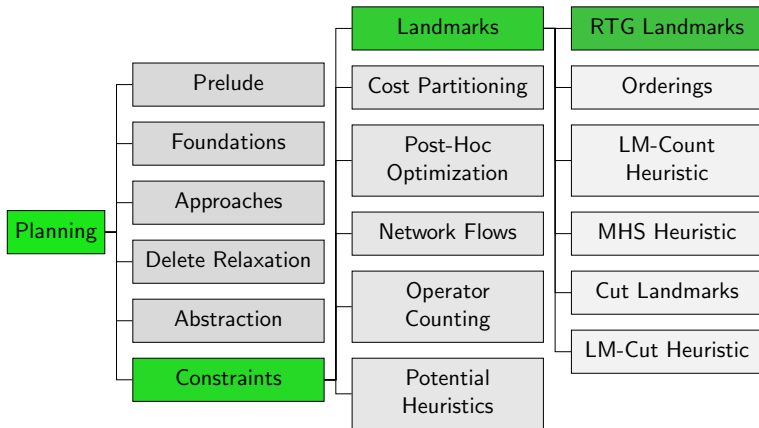 Planning
Prelude
Foundations
Approaches
Delete Relaxation
Abstraction
Constraints
Landmarks
Cost Partitioning
Post-Hoc
Optimization
Network Flows
Operator
Counting
Potential
Heuristics
RTG Landmarks
Orderings
LM-Count
Heuristic
MHS Heuristic
Cut Landmarks
LM-Cut Heuristic